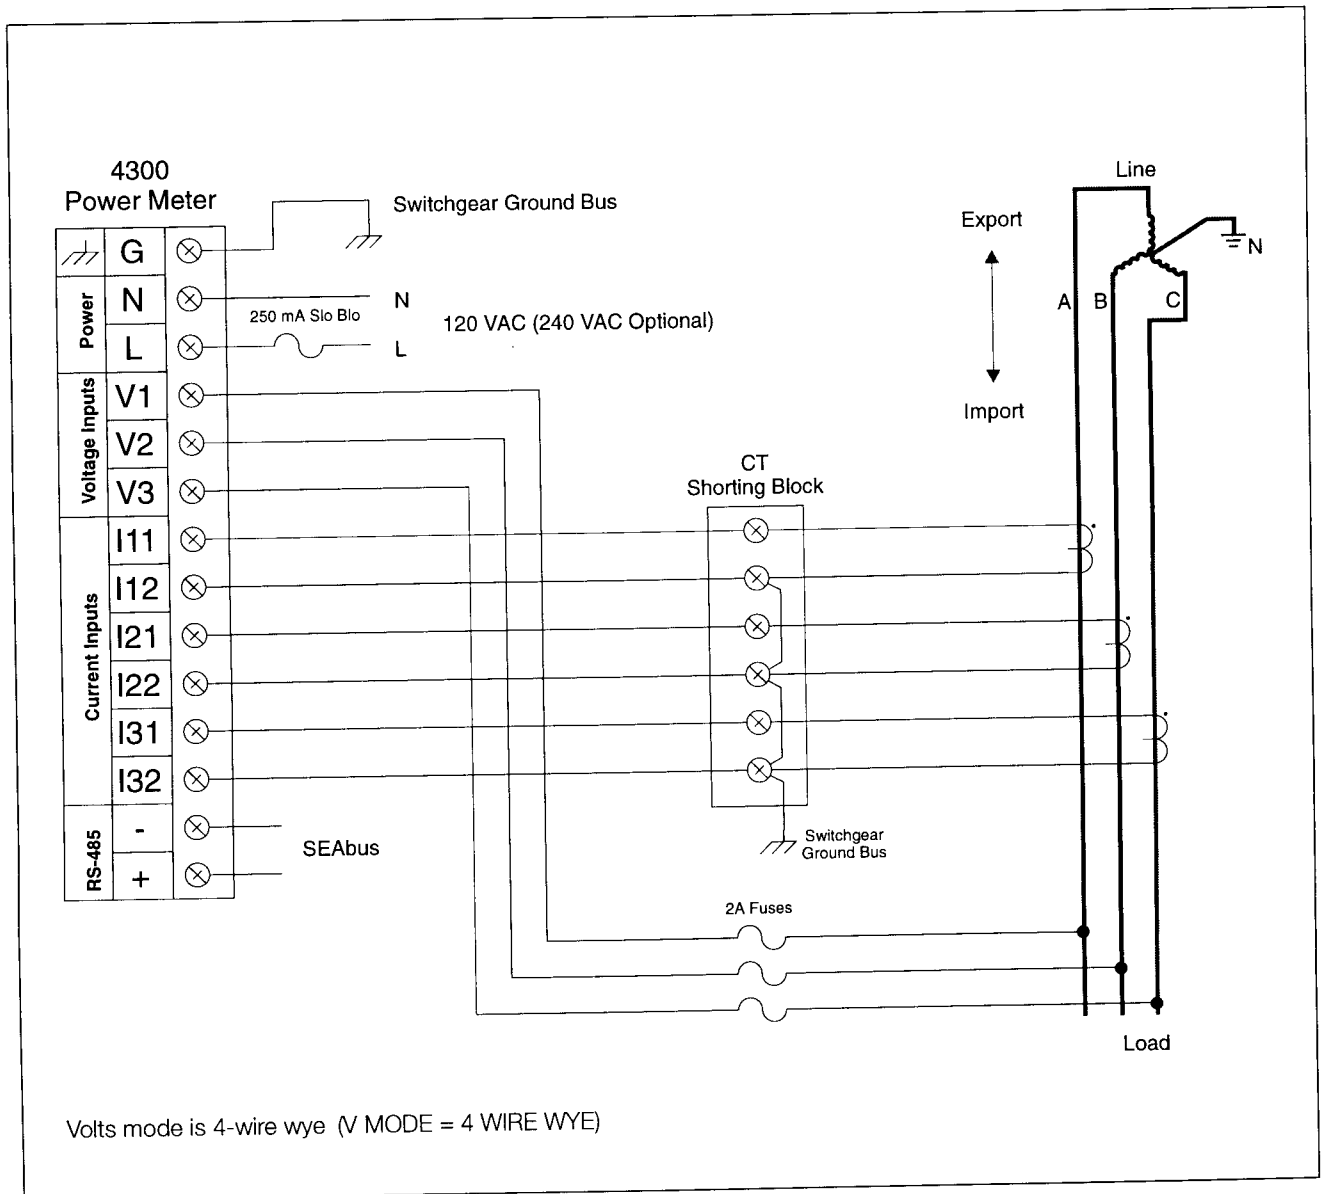 4300
Power Meter
Line
Switchgear Ground Bus
Export
G
N
Power
N
N
250 mA Slo Blo
A
B
C
120 VAC (240 VAC Optional)
L
L
Voltage Inputs
V1
Import
V2
CT
Shorting Block
V3
Current Inputs
I11
I12
I21
I22
I31
I32
RS-485
-
+
SEAbus
Switchgear
Ground Bus
2A Fuses
Load
Volts mode is 4-wire wye (V MODE = 4 WIRE WYE)